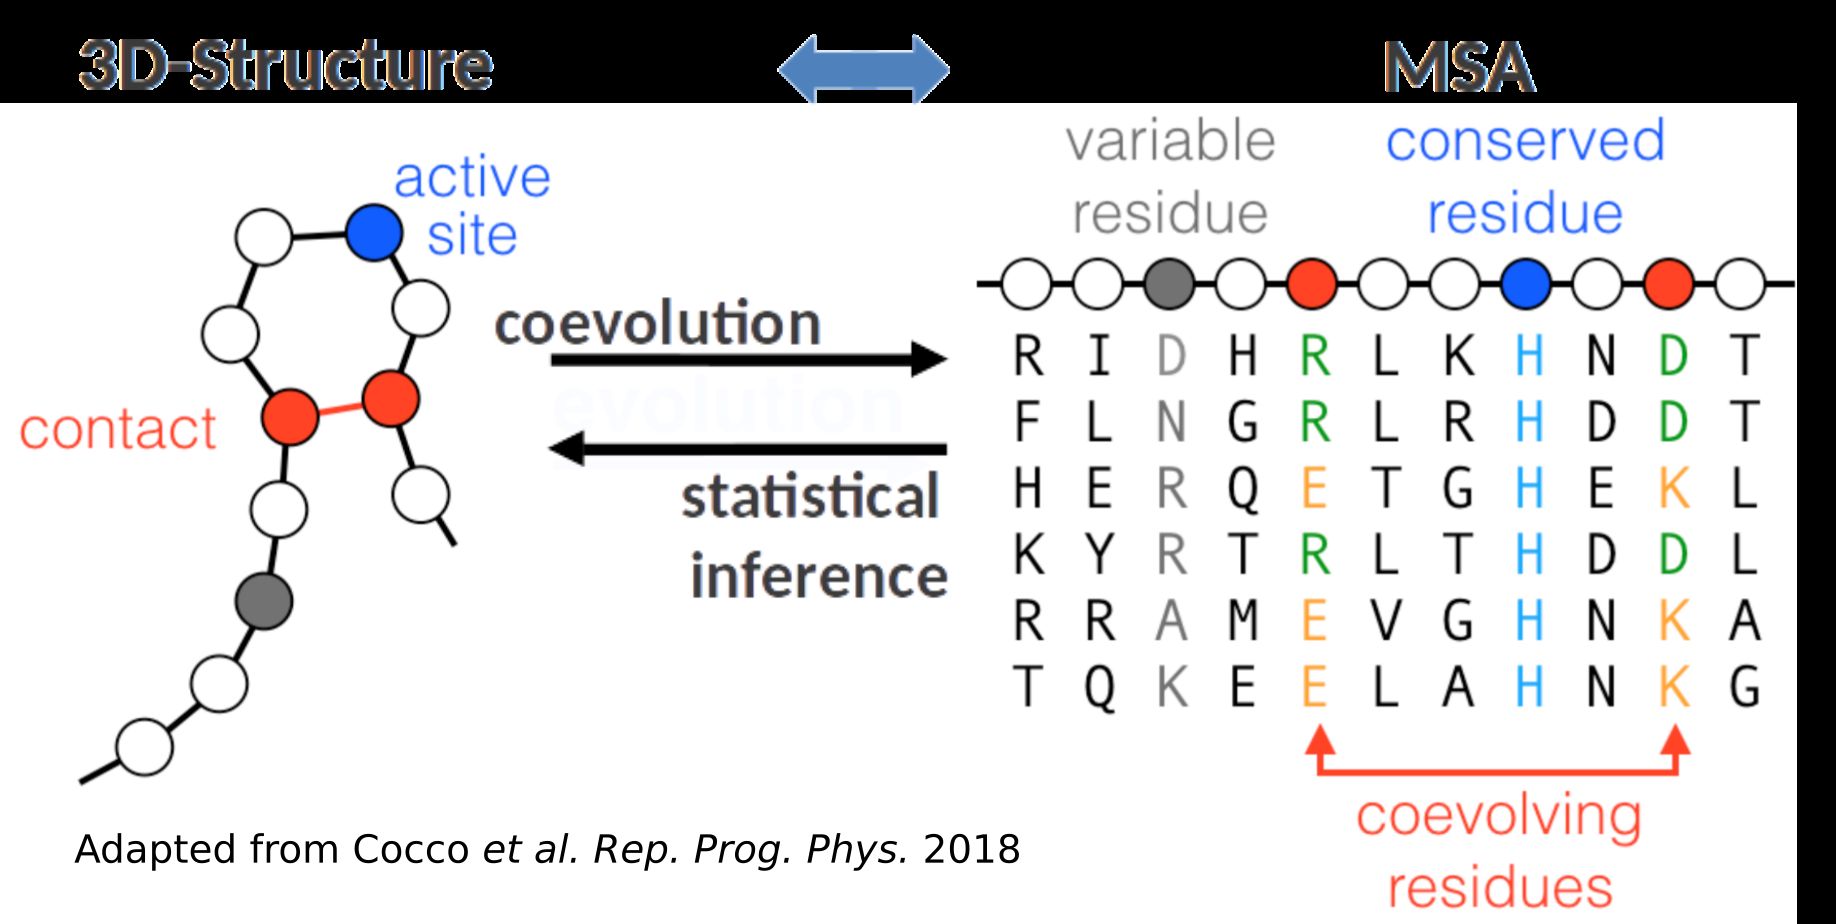 3D-Structure
MSA
variable
residue
conserved
residue
active
site
contact
coevolution
evolution
statistical
inference
R I D H R L K H N D T
F L N G R L R H D D T
H E R Q E T G H E K L
K Y R T R L T H D D L
R R A M E V G H N K A
T Q K E E L A H N K G
coevolving
residues
Adapted from Cocco et al. Rep. Prog. Phys. 2018